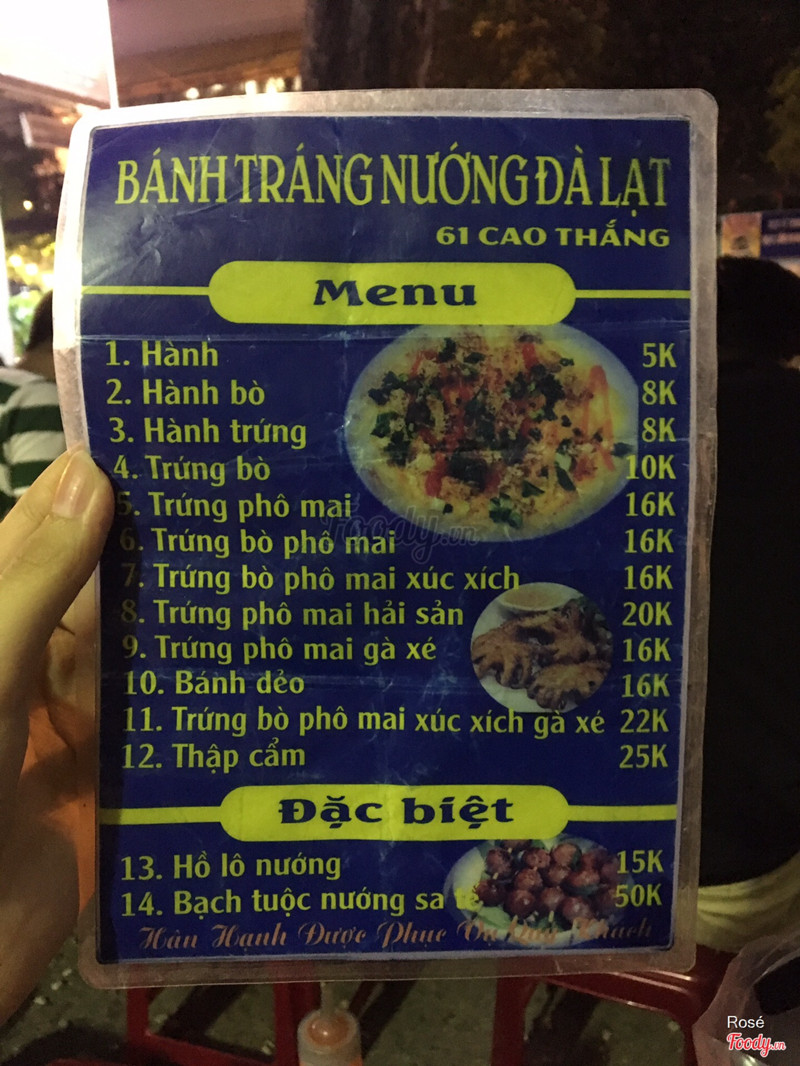 BÁNH TRÁNG NƯỚNG ĐÀ LẠT
61 CAO THẮNG
Menu
1. Hành 5K
2. Hành bò 8K
3. Hành trứng 8K
4. Trứng bò 10K
5. Trứng phô mai 16K
6. Trứng bò phô mai 16K
7. Trứng bò phô mai xúc xích 16K
8. Trứng phô mai hải sản 20K
9. Trứng phô mai gà xé 16K
10. Bánh dẻo 16K
11. Trứng bò phô mai xúc xích gà xé 22K
12. Thập cẩm 25K
Foody.vn
Đặc biệt
13. Hồ lô nướng 15K
14. Bạch tuộc nướng sa tế 50K
Hân Hạnh Được Phục Vụ Quý Khách
Rosé
Foody.vn